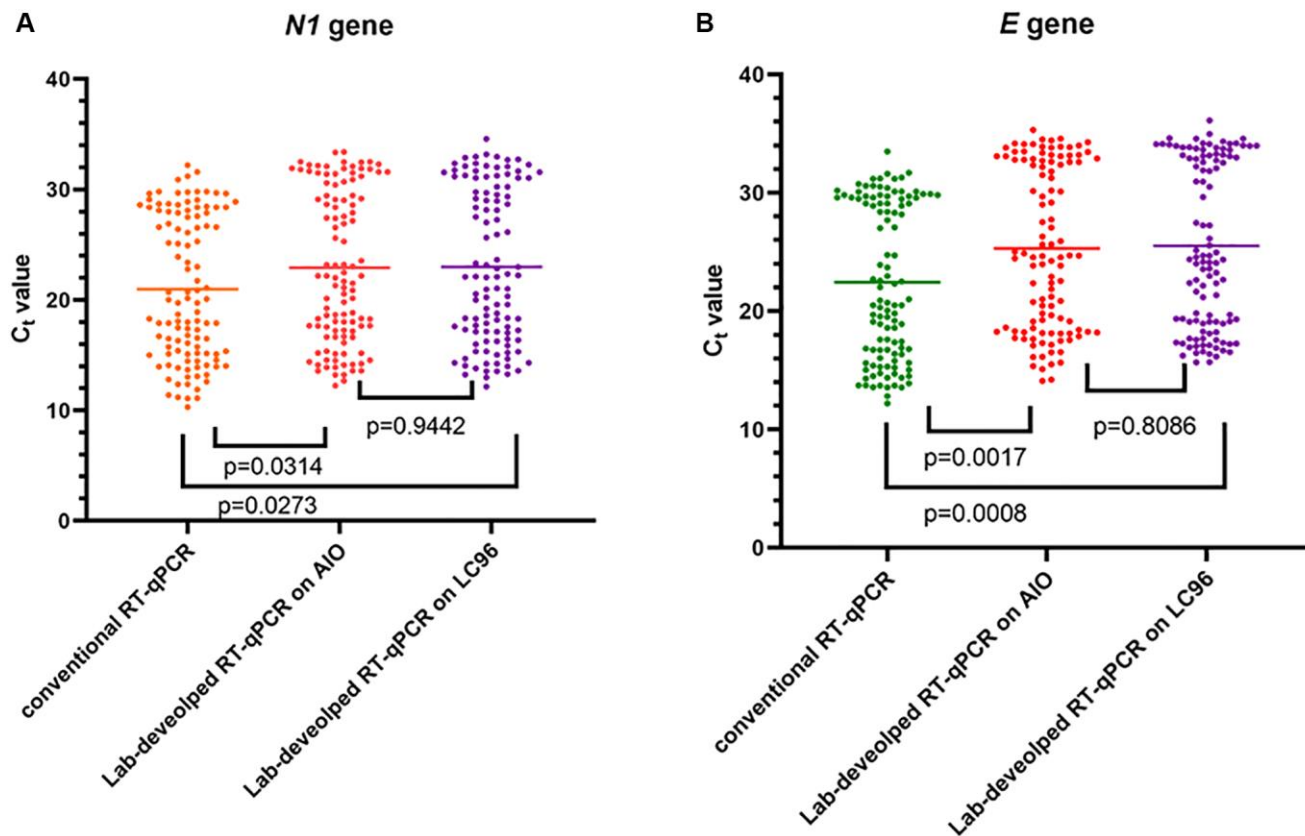 A
N1 gene
40
30
20
10
0
Ct value
p=0.9442
p=0.0314
p=0.0273
conventional RT-qPCR
Lab-deveolped RT-qPCR on AIO
Lab-deveolped RT-qPCR on LC96
B
E gene
40
30
20
10
0
Ct value
p=0.8086
p=0.0017
p=0.0008
conventional RT-qPCR
Lab-deveolped RT-qPCR on AIO
Lab-deveolped RT-qPCR on LC96